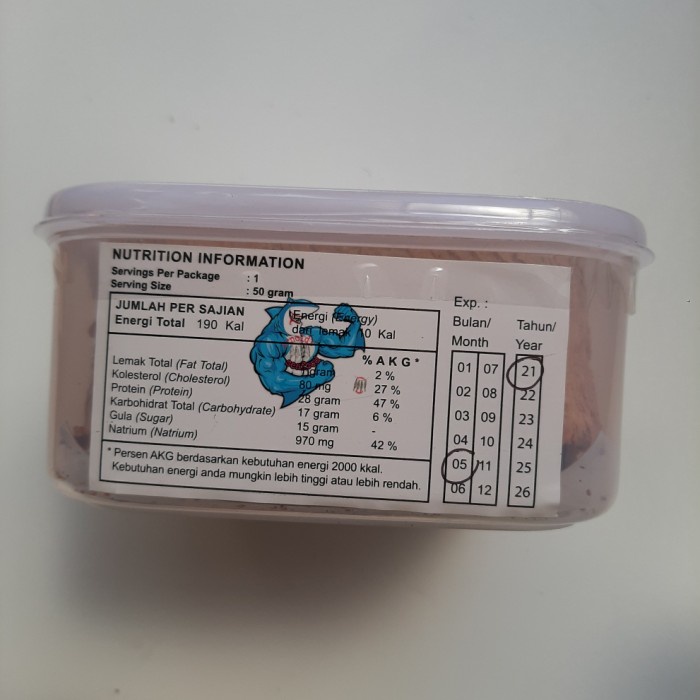 NUTRITION INFORMATION
Servings Per Package : 1
Serving Size : 50 gram
JUMLAH PER SAJIAN
Energi Total 190 Kal
Energi (Energy)
dari lemak Kal
% A K G *
Lemak Total (Fat Total) gram 2 %
Kolesterol (Cholesterol) 80 mg 27 %
Protein (Protein) 28 gram 47 %
Karbohidrat Total (Carbohydrate) 17 gram 6 %
Gula (Sugar) 15 gram -
Natrium (Natrium) 970 mg 42 %
* Persen AKG berdasarkan kebutuhan energi 2000 kkal.
Kebutuhan energi anda mungkin lebih tinggi atau lebih rendah.
Exp. :
Bulan/ Tahun/
Month Year
01 07 21
02 08 22
03 09 23
04 10 24
05 11 25
06 12 26